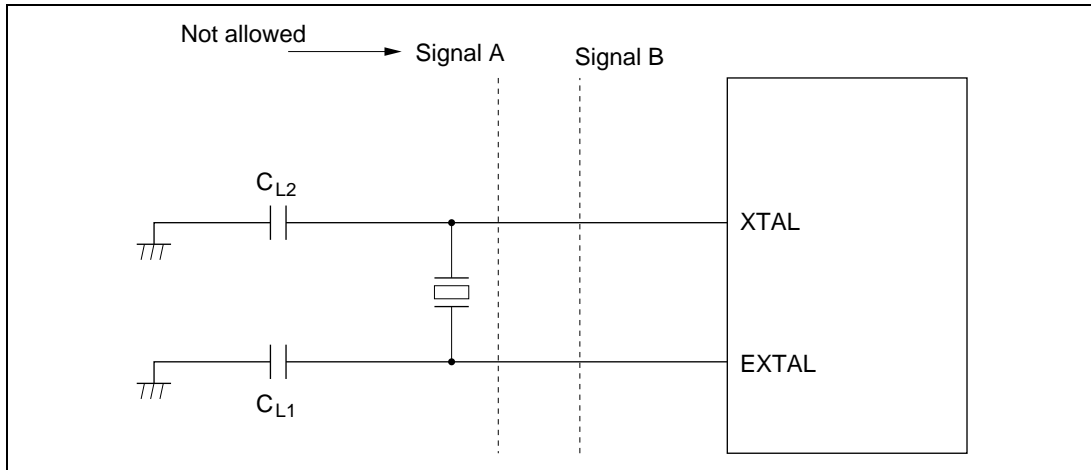 Not allowed
Signal A
Signal B
CL2
XTAL
EXTAL
CL1